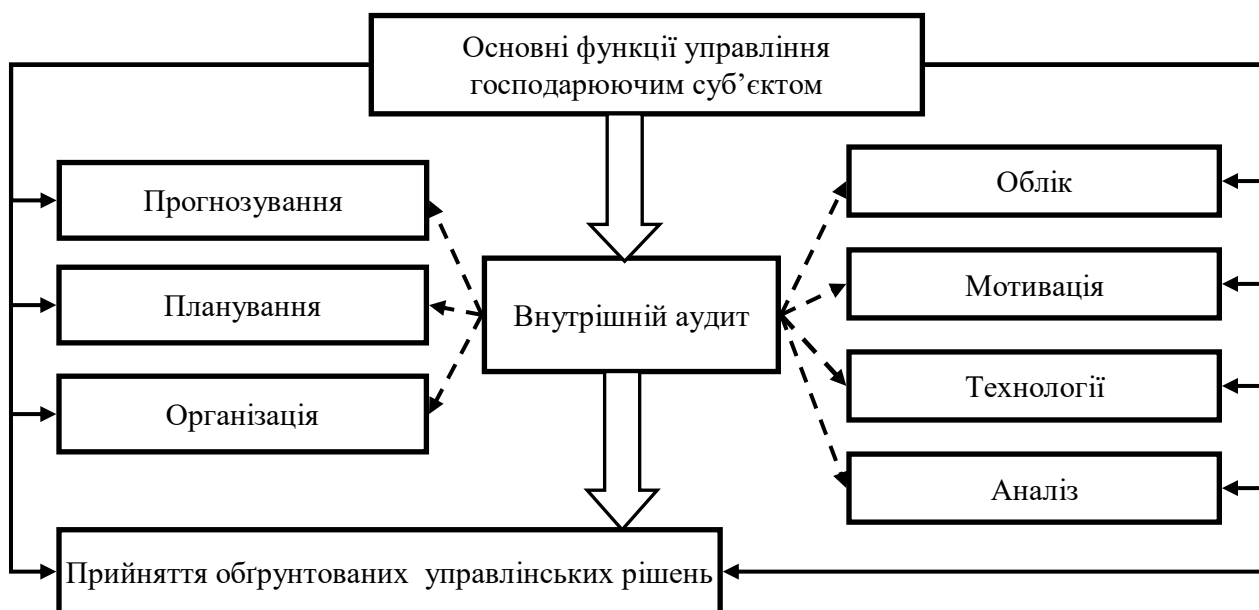 Основні функції управління
господарюючим суб’єктом
Прогнозування
Планування
Організація
Внутрішній аудит
Облік
Мотивація
Технології
Аналіз
Прийняття обґрунтованих управлінських рішень